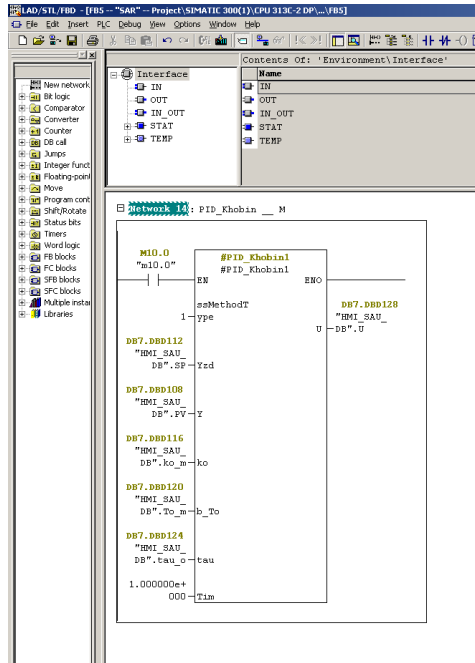 LAD/STL/FBD - [FB5 -- "SAR" -- Project\SIMATIC 300(1)\CPU 313C-2 DP\...\FB5]
File Edit Insert PLC Debug View Options Window Help
New network
Bit logic
Comparator
Converter
Counter
DB call
Jumps
Integer funct
Floating-point
Move
Program cont
Shift/Rotate
Status bits
Timers
Word logic
FB blocks
FC blocks
SFB blocks
SFC blocks
Multiple instan
Libraries
Interface
IN
OUT
IN_OUT
STAT
TEMP
Contents Of: 'Environment\Interface'
Name
IN
OUT
IN_OUT
STAT
TEMP
Network 14: PID_Khobin __ M
M10.0
"m10.0"
#PID_Khobin1
#PID_Khobin1
EN ENO
ssMethodT
1 ype
DB7.DBD128
"HMI_SAU_
U DB".U
DB7.DBD112
"HMI_SAU_
DB".SP Yzd
DB7.DBD108
"HMI_SAU_
DB".PV Y
DB7.DBD116
"HMI_SAU_
DB".ko_m ko
DB7.DBD120
"HMI_SAU_
DB".To_m b_To
DB7.DBD124
"HMI_SAU_
DB".tau_o tau
1.000000e+
000 Tim